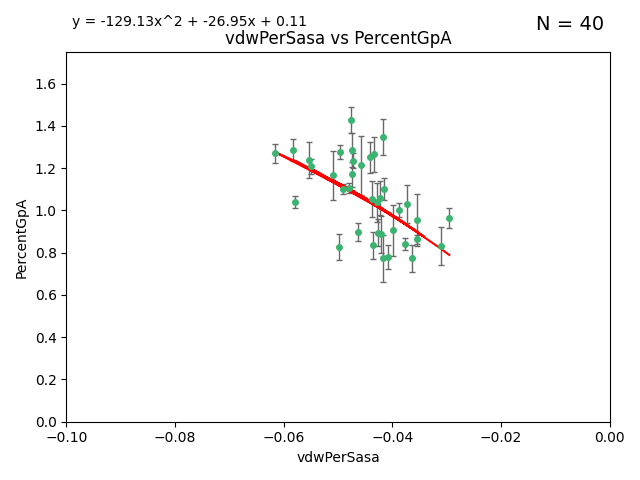 y = -129.13x^2 + -26.95x + 0.11
N = 40
vdwPerSasa vs PercentGpA
PercentGpA
1.6
1.4
1.2
1.0
0.8
0.6
0.4
0.2
0.0
−0.10 −0.08 −0.06 −0.04 −0.02 0.00
vdwPerSasa